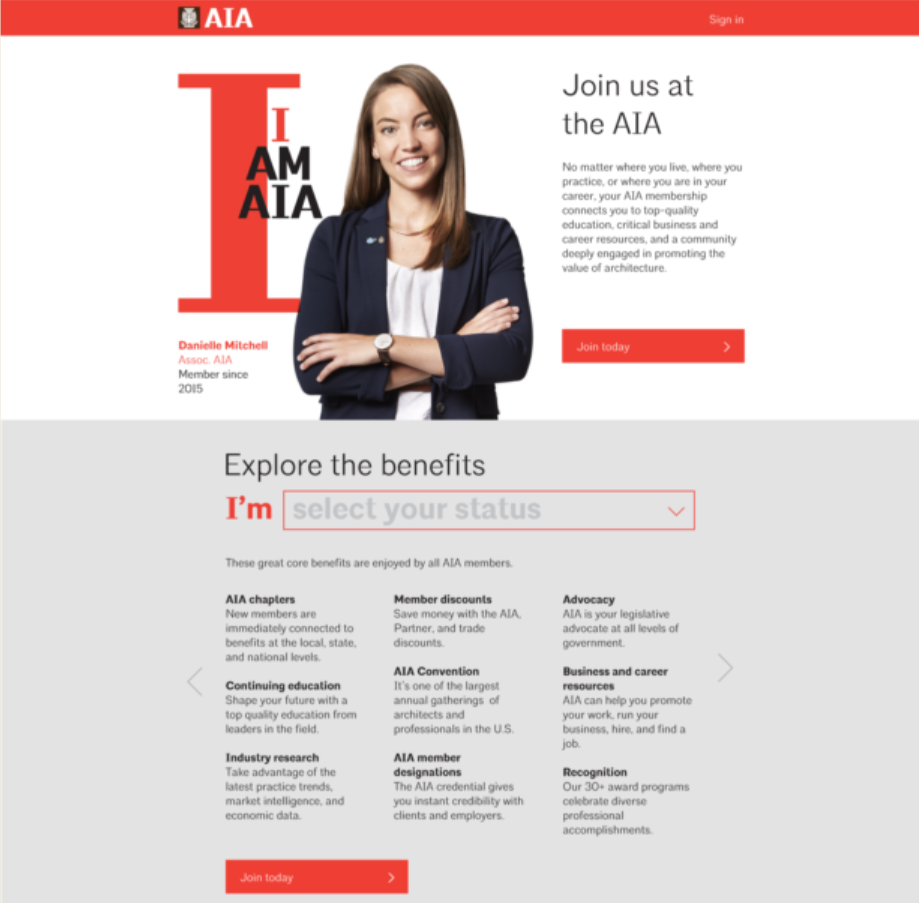 AIA
Sign in
I
I
AM
AIA
Danielle Mitchell
Assoc. AIA
Member since
2015
Join us at
the AIA
No matter where you live, where you
practice, or where you are in your
career, your AIA membership
connects you to top-quality
education, critical business and
career resources, and a community
deeply engaged in promoting the
value of architecture.
Join today
Explore the benefits
I'm select your status
These great core benefits are enjoyed by all AIA members.
AIA chapters
New members are
immediately connected to
benefits at the local, state,
and national levels.
Continuing education
Shape your future with a
top quality education from
leaders in the field.
Industry research
Take advantage of the
latest practice trends,
market intelligence, and
economic data.
Member discounts
Save money with the AIA,
Partner, and trade
discounts.
AIA Convention
It's one of the largest
annual gatherings of
architects and
professionals in the U.S.
AIA member
designations
The AIA credential gives
you instant credibility with
clients and employers.
Advocacy
AIA is your legislative
advocate at all levels of
government.
Business and career
resources
AIA can help you promote
your work, run your
business, hire, and find a
job.
Recognition
Our 30+ award programs
celebrate diverse
professional
accomplishments.
Join today